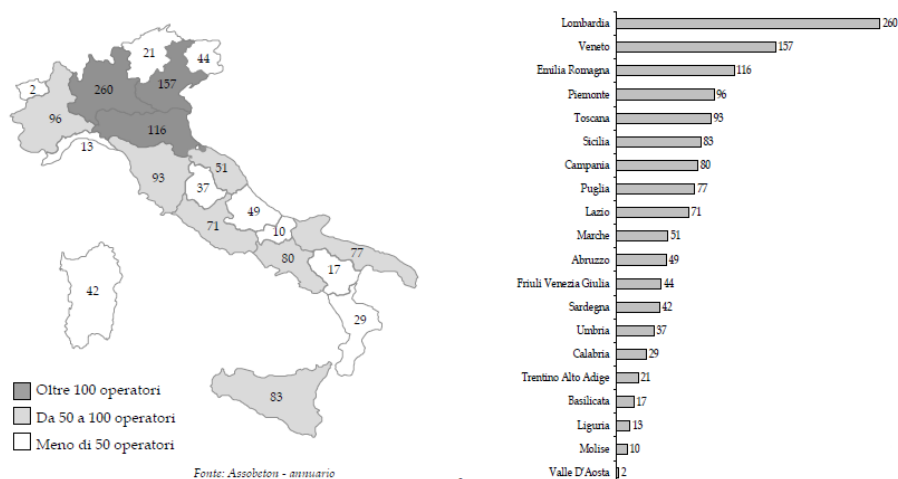 21
44
2
260
157
96
116
13
51
93
37
49
71
10
77
80
17
42
29
83
Oltre 100 operatori
Da 50 a 100 operatori
Meno di 50 operatori
Fonte: Assobeton - annuario
Lombardia 260
Veneto 157
Emilia Romagna 116
Piemonte 96
Toscana 93
Sicilia 83
Campania 80
Puglia 77
Lazio 71
Marche 51
Abruzzo 49
Friuli Venezia Giulia 44
Sardegna 42
Umbria 37
Calabria 29
Trentino Alto Adige 21
Basilicata 17
Liguria 13
Molise 10
Valle D'Aosta 2